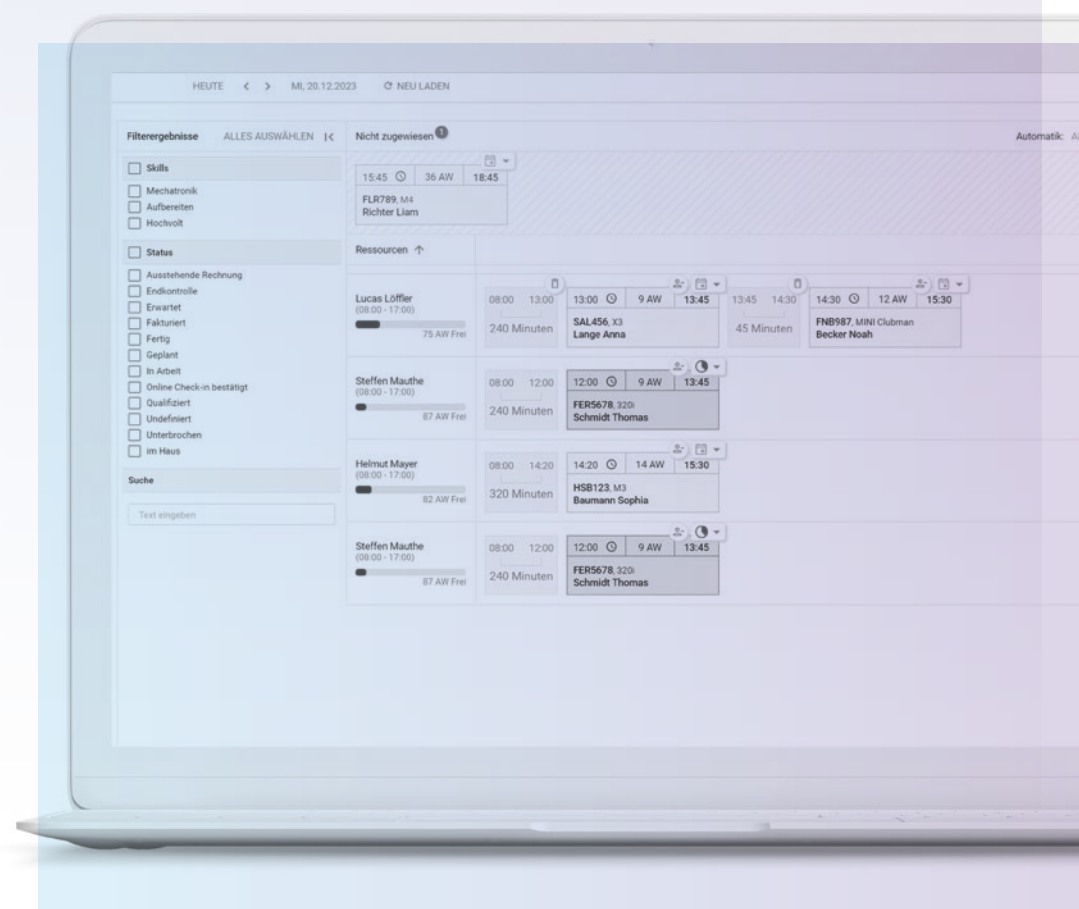 HEUTE < > MI, 20.12.2023 NEU LADEN
Filterergebnisse ALLES AUSWÄHLEN
Nicht zugewiesen 1
Automatik:
Skills
Mechatronik
Aufbereiten
Hochvolt
Status
Ausstehende Rechnung
Endkontrolle
Erwartet
Fakturiert
Fertig
Geplant
In Arbeit
Online Check-in bestätigt
Qualifiziert
Undefiniert
Unterbrochen
im Haus
Suche
Text eingeben
15:45 36 AW 18:45
FLR789, M4
Richter Liam
Ressourcen
Lucas Löffler
(08:00 - 17:00)
75 AW Frei
08:00 13:00
240 Minuten
13:00 9 AW 13:45
SAL456, X3
Lange Anna
13:45 14:30
45 Minuten
14:30 12 AW 15:30
FNB987, MINI Clubman
Becker Noah
Steffen Mauthe
(08:00 - 17:00)
87 AW Frei
08:00 12:00
240 Minuten
12:00 9 AW 13:45
FER5678, 320i
Schmidt Thomas
Helmut Mayer
(08:00 - 17:00)
82 AW Frei
08:00 14:20
320 Minuten
14:20 14 AW 15:30
HSB123, M3
Baumann Sophia
Steffen Mauthe
(08:00 - 17:00)
87 AW Frei
08:00 12:00
240 Minuten
12:00 9 AW 13:45
FER5678, 320i
Schmidt Thomas